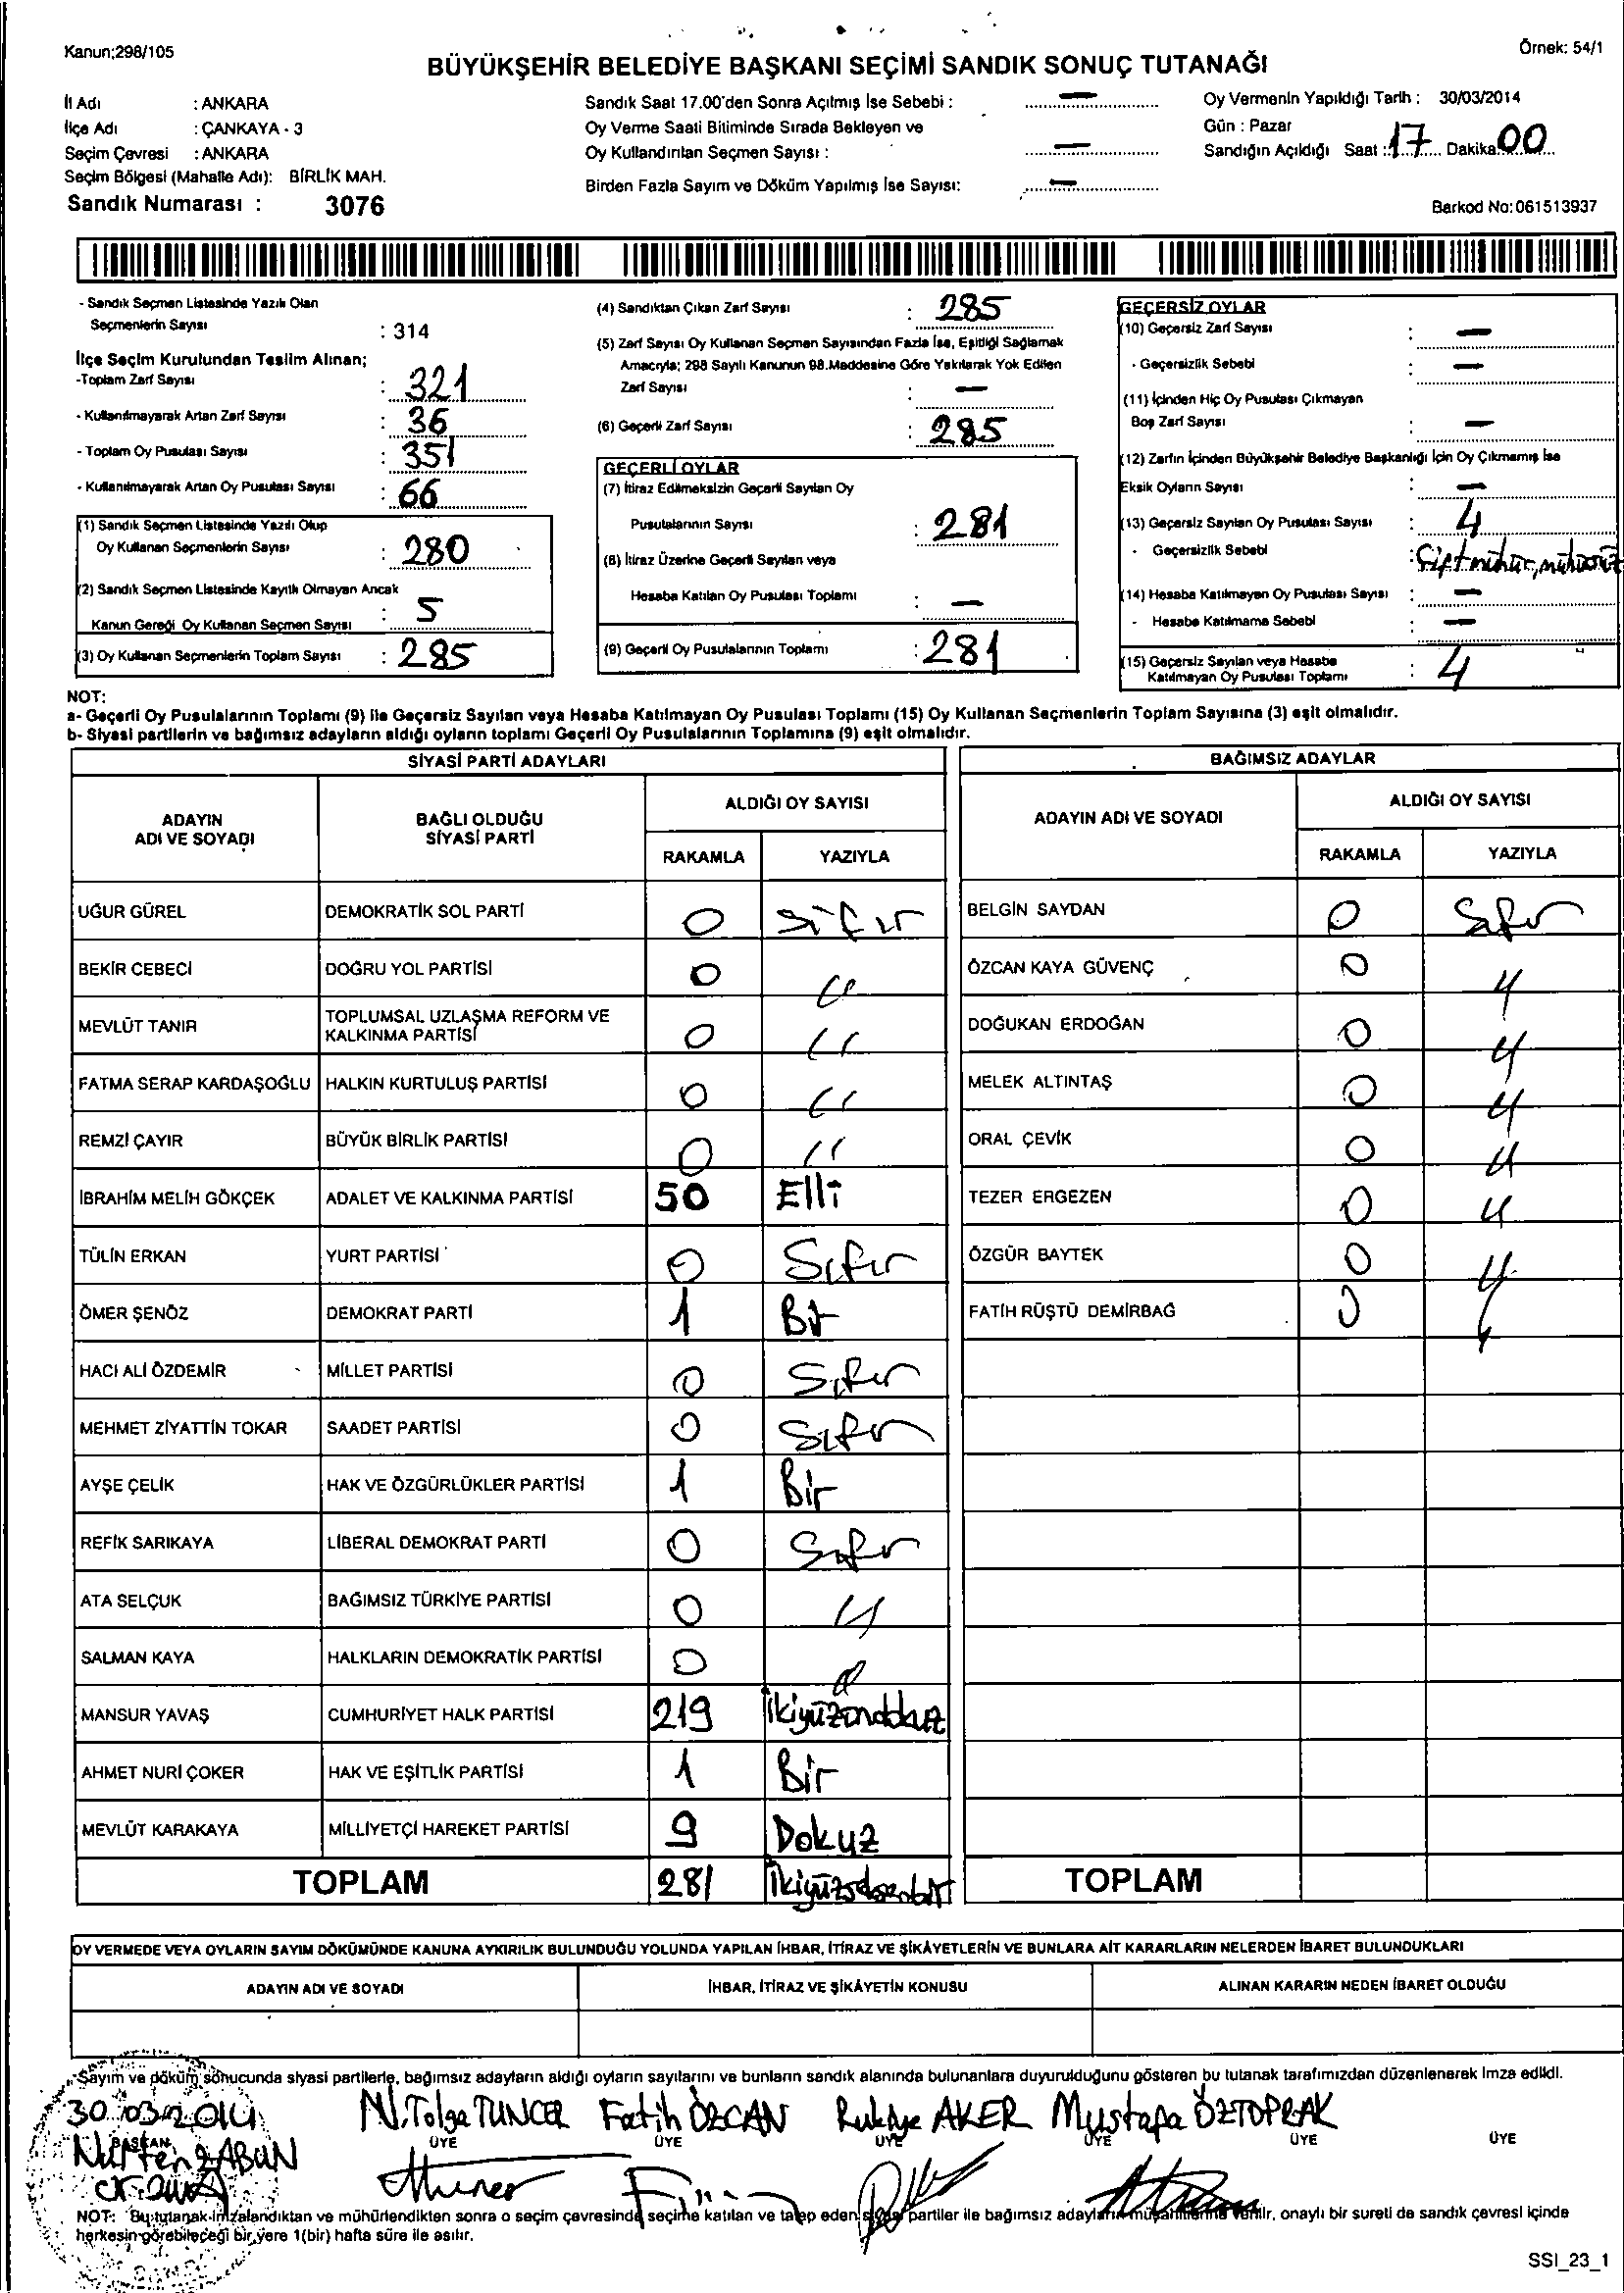 Kanun;298/105
Örnek: 54/1
BÜYÜKŞEHİR BELEDİYE BAŞKANI SEÇİMİ SANDIK SONUÇ TUTANAĞI
İl Adı : ANKARA
İlçe Adı : ÇANKAYA - 3
Seçim Çevresi : ANKARA
Seçim Bölgesi (Mahalle Adı): BİRLİK MAH.
Sandık Numarası : 3076
Sandık Saat 17.00'den Sonra Açılmış İse Sebebi : —
Oy Verme Saati Bitiminde Sırada Bekleyen ve
Oy Kullandırılan Seçmen Sayısı : —
Birden Fazla Sayım ve Döküm Yapılmış İse Sayısı: —
Oy Vermenin Yapıldığı Tarih : 30/03/2014
Gün : Pazar
Sandığın Açıldığı Saat : 17 Dakika 00
Barkod No:061513937
- Sandık Seçmen Listesinde Yazılı Olan
Seçmenlerin Sayısı : 314
İlçe Seçim Kurulundan Teslim Alınan;
-Toplam Zarf Sayısı : 321
- Kullanılmayarak Artan Zarf Sayısı : 36
- Toplam Oy Pusulası Sayısı : 351
- Kullanılmayarak Artan Oy Pusulası Sayısı : 66
(1) Sandık Seçmen Listesinde Yazılı Olup
Oy Kullanan Seçmenlerin Sayısı : 280
(2) Sandık Seçmen Listesinde Kayıtlı Olmayan Ancak
Kanun Gereği Oy Kullanan Seçmen Sayısı : 5
(3) Oy Kullanan Seçmenlerin Toplam Sayısı : 285
(4) Sandıktan Çıkan Zarf Sayısı : 285
(5) Zarf Sayısı Oy Kullanan Seçmen Sayısından Fazla İse, Eşitliği Sağlamak
Amacıyla; 298 Sayılı Kanunun 98.Maddesine Göre Yakılarak Yok Edilen
Zarf Sayısı : —
(6) Geçerli Zarf Sayısı : 285
GEÇERLİ OYLAR
(7) İtiraz Edilmeksizin Geçerli Sayılan Oy
Pusulalarının Sayısı : 281
(8) İtiraz Üzerine Geçerli Sayılan veya
Hesaba Katılan Oy Pusulası Toplamı : —
(9) Geçerli Oy Pusulalarının Toplamı : 281
GEÇERSİZ OYLAR
(10) Geçersiz Zarf Sayısı : —
- Geçersizlik Sebebi : —
(11) İçinden Hiç Oy Pusulası Çıkmayan
Boş Zarf Sayısı : —
(12) Zarfın İçinden Büyükşehir Belediye Başkanlığı İçin Oy Çıkmamış İse
Eksik Oyların Sayısı : —
(13) Geçersiz Sayılan Oy Pusulası Sayısı : 4
- Geçersizlik Sebebi : Çift mühür, mühürsüz
(14) Hesaba Katılmayan Oy Pusulası Sayısı : —
- Hesaba Katılmama Sebebi : —
(15) Geçersiz Sayılan veya Hesaba
Katılmayan Oy Pusulası Toplamı : 4
NOT:
a- Geçerli Oy Pusulalarının Toplamı (9) ile Geçersiz Sayılan veya Hesaba Katılmayan Oy Pusulası Toplamı (15) Oy Kullanan Seçmenlerin Toplam Sayısına (3) eşit olmalıdır.
b- Siyasi partilerin ve bağımsız adayların aldığı oyların toplamı Geçerli Oy Pusulalarının Toplamına (9) eşit olmalıdır.
SİYASİ PARTİ ADAYLARI
ADAYIN ADI VE SOYADI
BAĞLI OLDUĞU SİYASİ PARTİ
ALDIĞI OY SAYISI
RAKAMLA YAZIYLA
UĞUR GÜREL DEMOKRATİK SOL PARTİ 0 Sıfır
BEKİR CEBECİ DOĞRU YOL PARTİSİ 0 "
MEVLÜT TANIR TOPLUMSAL UZLAŞMA REFORM VE KALKINMA PARTİSİ 0 "
FATMA SERAP KARDAŞOĞLU HALKIN KURTULUŞ PARTİSİ 0 "
REMZİ ÇAYIR BÜYÜK BİRLİK PARTİSİ 0 "
İBRAHİM MELİH GÖKÇEK ADALET VE KALKINMA PARTİSİ 50 Elli
TÜLİN ERKAN YURT PARTİSİ 0 Sıfır
ÖMER ŞENÖZ DEMOKRAT PARTİ 1 Bir
HACI ALİ ÖZDEMİR MİLLET PARTİSİ 0 Sıfır
MEHMET ZİYATTİN TOKAR SAADET PARTİSİ 0 Sıfır
AYŞE ÇELİK HAK VE ÖZGÜRLÜKLER PARTİSİ 1 Bir
REFİK SARIKAYA LİBERAL DEMOKRAT PARTİ 0 Sıfır
ATA SELÇUK BAĞIMSIZ TÜRKİYE PARTİSİ 0 "
SALMAN KAYA HALKLARIN DEMOKRATİK PARTİSİ 0 "
MANSUR YAVAŞ CUMHURİYET HALK PARTİSİ 219 İkiyüzondokuz
AHMET NURİ ÇOKER HAK VE EŞİTLİK PARTİSİ 1 Bir
MEVLÜT KARAKAYA MİLLİYETÇİ HAREKET PARTİSİ 9 Dokuz
TOPLAM 281 İkiyüzseksenbir
BAĞIMSIZ ADAYLAR
ADAYIN ADI VE SOYADI
ALDIĞI OY SAYISI
RAKAMLA YAZIYLA
BELGİN SAYDAN 0 Sıfır
ÖZCAN KAYA GÜVENÇ 0 "
DOĞUKAN ERDOĞAN 0 "
MELEK ALTINTAŞ 0 "
ORAL ÇEVİK 0 "
TEZER ERGEZEN 0 "
ÖZGÜR BAYTEK 0 "
FATİH RÜŞTÜ DEMİRBAĞ 0 "
TOPLAM
OY VERMEDE VEYA OYLARIN SAYIM DÖKÜMÜNDE KANUNA AYKIRILIK BULUNDUĞU YOLUNDA YAPILAN İHBAR, İTİRAZ VE ŞİKÂYETLERİN VE BUNLARA AİT KARARLARIN NELERDEN İBARET BULUNDUKLARI
ADAYIN ADI VE SOYADI İHBAR, İTİRAZ VE ŞİKÂYETİN KONUSU ALINAN KARARIN NEDEN İBARET OLDUĞU
Sayım ve döküm sonucunda siyasi partilerle, bağımsız adayların aldığı oyların sayılarını ve bunların sandık alanında bulunanlara duyurulduğunu gösteren bu tutanak tarafımızdan düzenlenerek imza edildi.
30.03.2014 N.Tolga TUNCER Fatih ÖZCAN Rukiye AKER Mustafa ÖZTOPRAK
BAŞKAN ÜYE ÜYE ÜYE ÜYE ÜYE ÜYE
Nurten ZABUN
NOT: Bu tutanak imzalandıktan ve mühürlendikten sonra o seçim çevresinde seçime katılan ve talep eden siyasi partiler ile bağımsız adayların müşahitlerine verilir, onaylı bir sureti de sandık çevresi içinde
herkesin görebileceği bir yere 1(bir) hafta süre ile asılır.
SSI_23_1